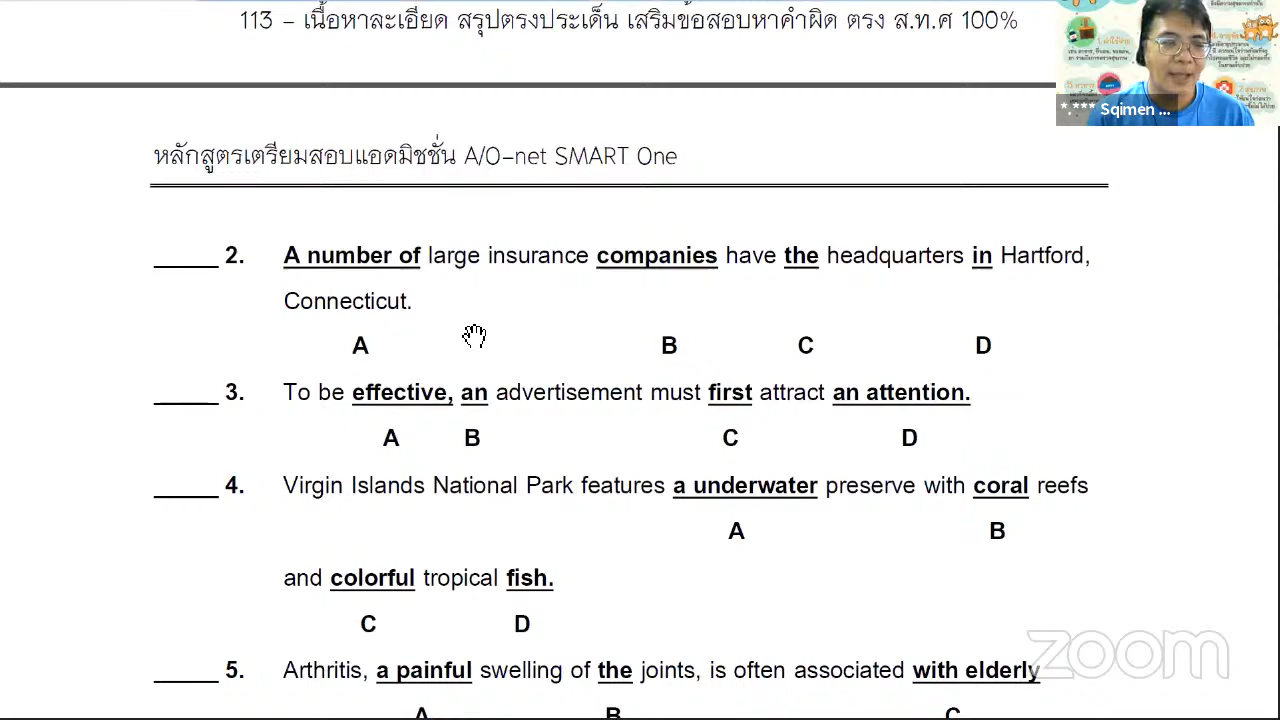 113 – เนื้อหาละเอียด สรุปตรงประเด็น เสริมข้อสอบหาคำผิด ตรง ส.ท.ศ 100%
*.*** Sqimen ...
หลักสูตรเตรียมสอบแอดมิชชั่น A/O–net SMART One
_____ 2. A number of large insurance companies have the headquarters in Hartford,
Connecticut.
A B C D
_____ 3. To be effective, an advertisement must first attract an attention.
A B C D
_____ 4. Virgin Islands National Park features a underwater preserve with coral reefs
A B
and colorful tropical fish.
C D
zoom
_____ 5. Arthritis, a painful swelling of the joints, is often associated with elderly
A B C